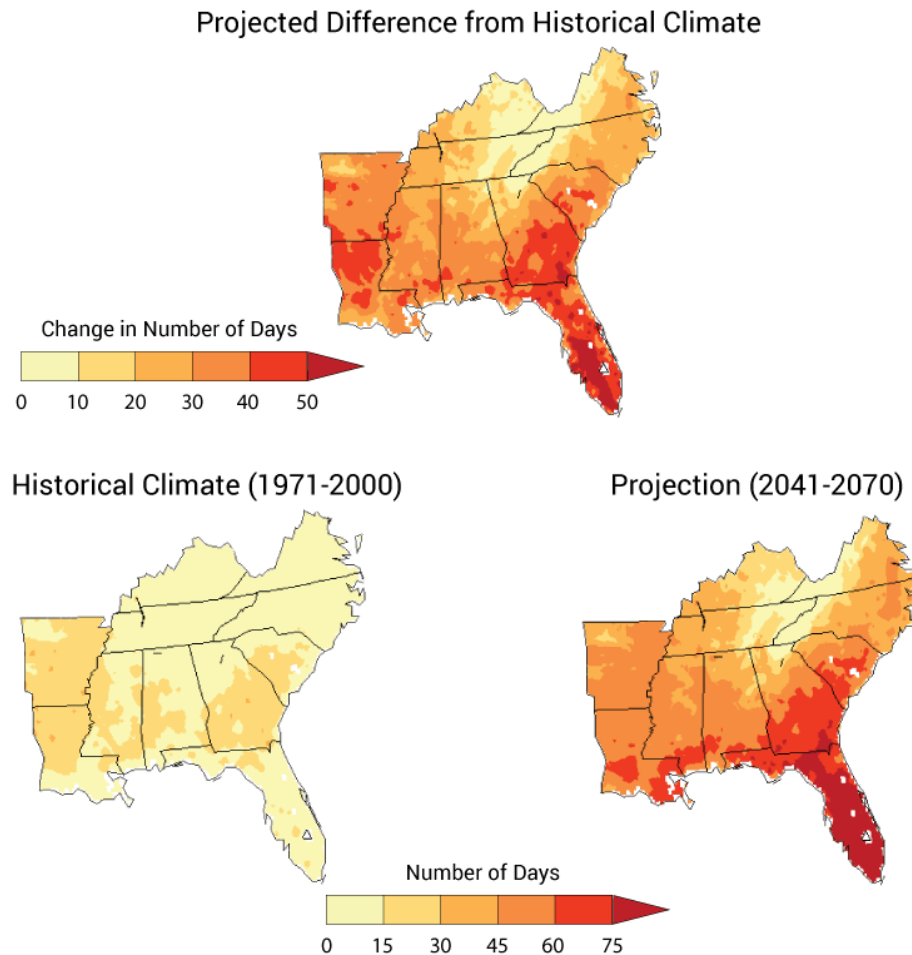 Projected Difference from Historical Climate
Change in Number of Days
0 10 20 30 40 50
Historical Climate (1971-2000)
Projection (2041-2070)
Number of Days
0 15 30 45 60 75